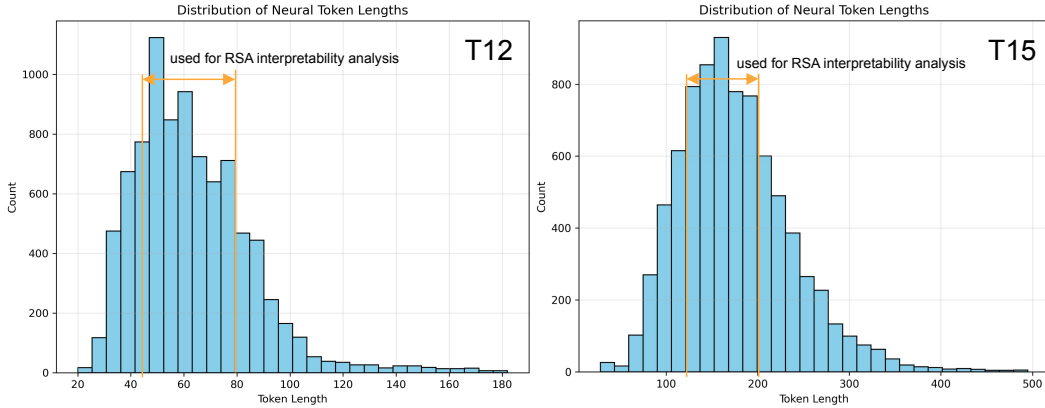 Distribution of Neural Token Lengths
T12
used for RSA interpretability analysis
1000
800
600
400
200
0
Count
20 40 60 80 100 120 140 160 180
Token Length
Distribution of Neural Token Lengths
T15
used for RSA interpretability analysis
800
600
400
200
0
Count
100 200 300 400 500
Token Length